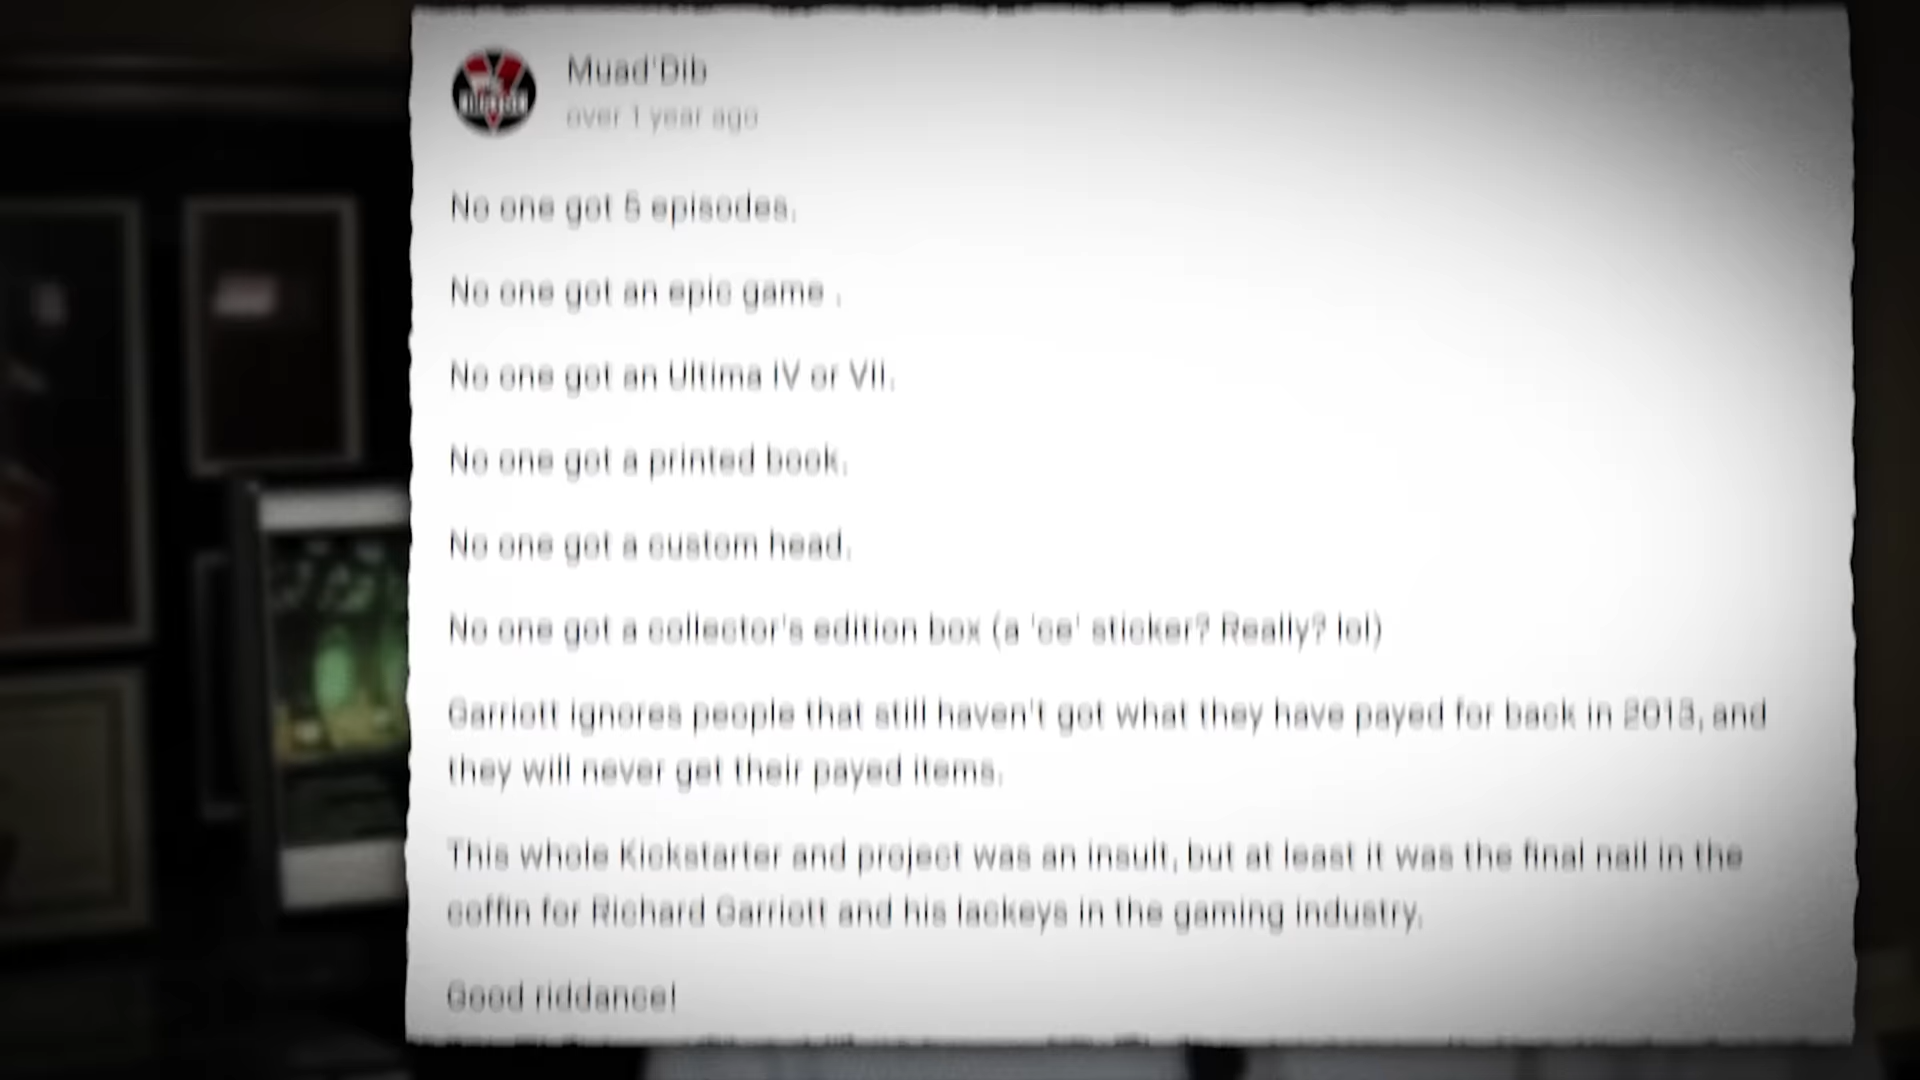 Muad'Dib
over 1 year ago
No one got 5 episodes.
No one got an epic game .
No one got an Ultima IV or VII.
No one got a printed book.
No one got a custom head.
No one got a collector's edition box (a 'ce' sticker? Really? lol)
Garriott ignores people that still haven't got what they have payed for back in 2013, and
they will never get their payed items.
This whole Kickstarter and project was an insult, but at least it was the final nail in the
coffin for Richard Garriott and his lackeys in the gaming industry.
Good riddance!